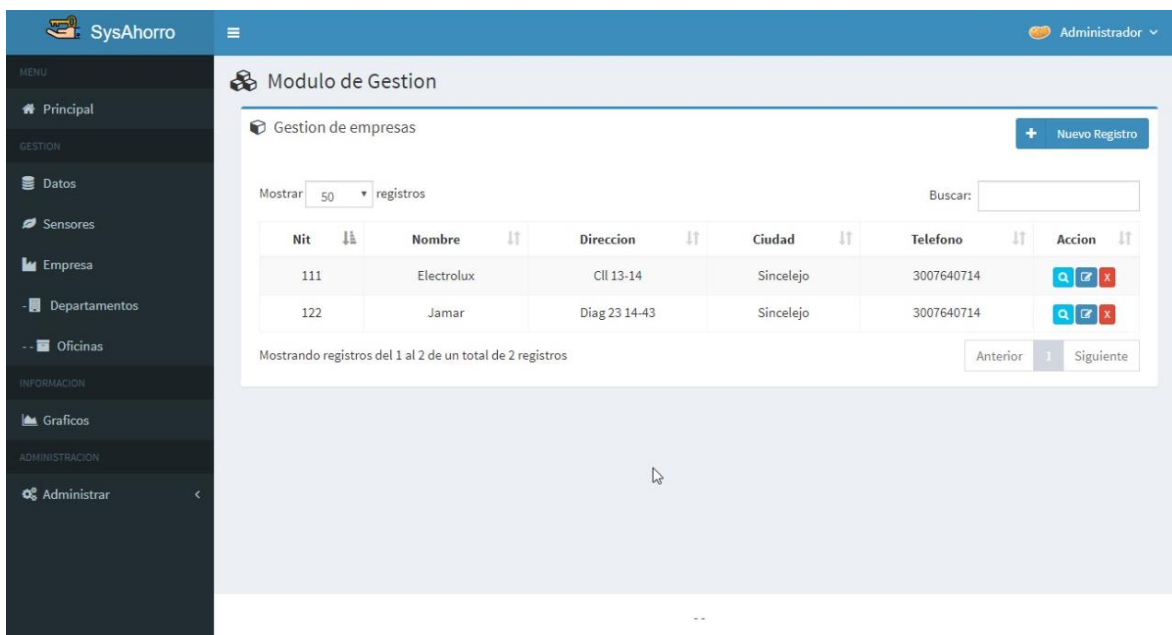 SysAhorro
Administrador
MENU
Principal
GESTION
Datos
Sensores
Empresa
- Departamentos
-- Oficinas
INFORMACION
Graficos
ADMINISTRACION
Administrar
Modulo de Gestion
Gestion de empresas
+ Nuevo Registro
Mostrar 50 registros
Buscar:
Nit Nombre Direccion Ciudad Telefono Accion
111 Electrolux Cll 13-14 Sincelejo 3007640714 X
122 Jamar Diag 23 14-43 Sincelejo 3007640714 X
Mostrando registros del 1 al 2 de un total de 2 registros
Anterior 1 Siguiente
--